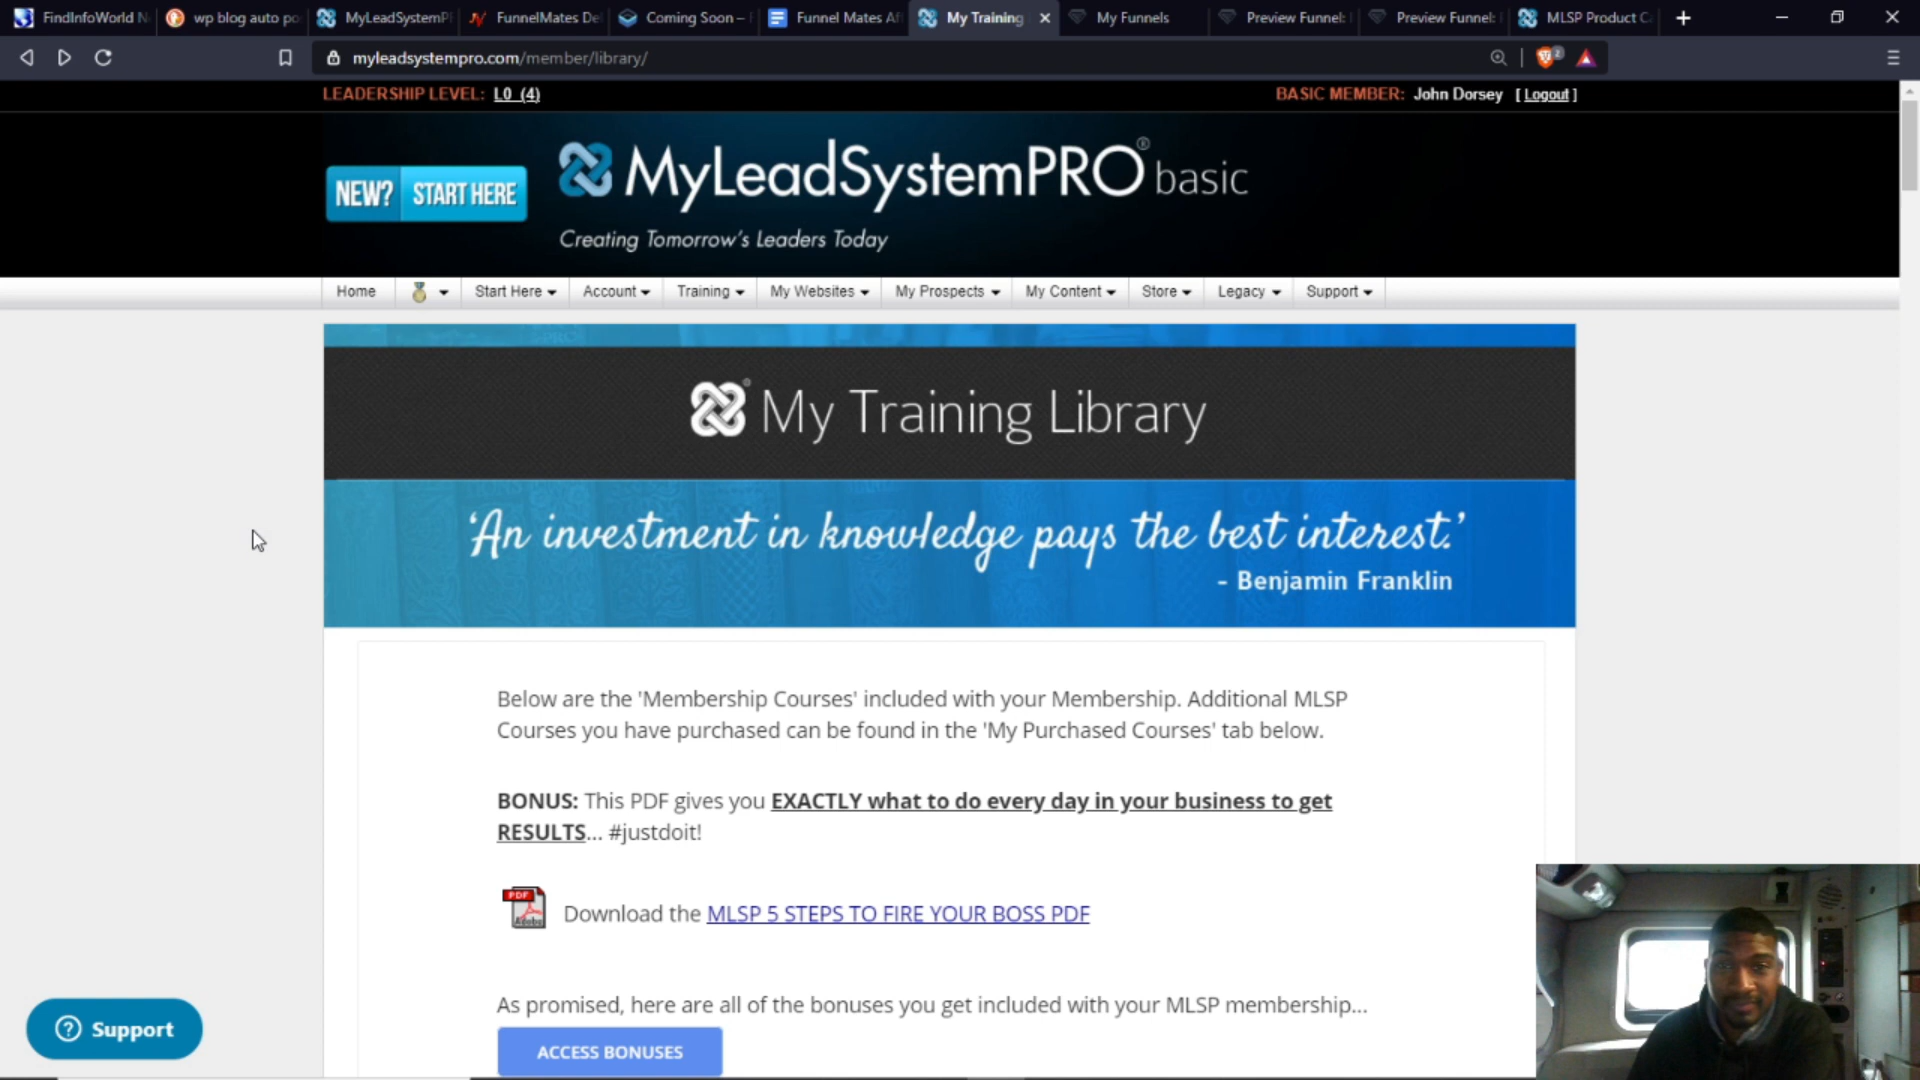 FindInfoWorld N
wp blog auto po
MyLeadSystemP
FunnelMates De
Coming Soon –
Funnel Mates Af
My Training
My Funnels
Preview Funnel:
Preview Funnel:
MLSP Product C
myleadsystempro.com/member/library/
2
LEADERSHIP LEVEL: L0 (4)
BASIC MEMBER: John Dorsey [ Logout ]
NEW? START HERE
MyLeadSystemPRO® basic
Creating Tomorrow's Leaders Today
Home
Start Here
Account
Training
My Websites
My Prospects
My Content
Store
Legacy
Support
My Training Library
'An investment in knowledge pays the best interest.'
- Benjamin Franklin
Below are the 'Membership Courses' included with your Membership. Additional MLSP
Courses you have purchased can be found in the 'My Purchased Courses' tab below.
BONUS: This PDF gives you EXACTLY what to do every day in your business to get
RESULTS... #justdoit!
PDF
Adobe
Download the MLSP 5 STEPS TO FIRE YOUR BOSS PDF
As promised, here are all of the bonuses you get included with your MLSP membership...
ACCESS BONUSES
? Support